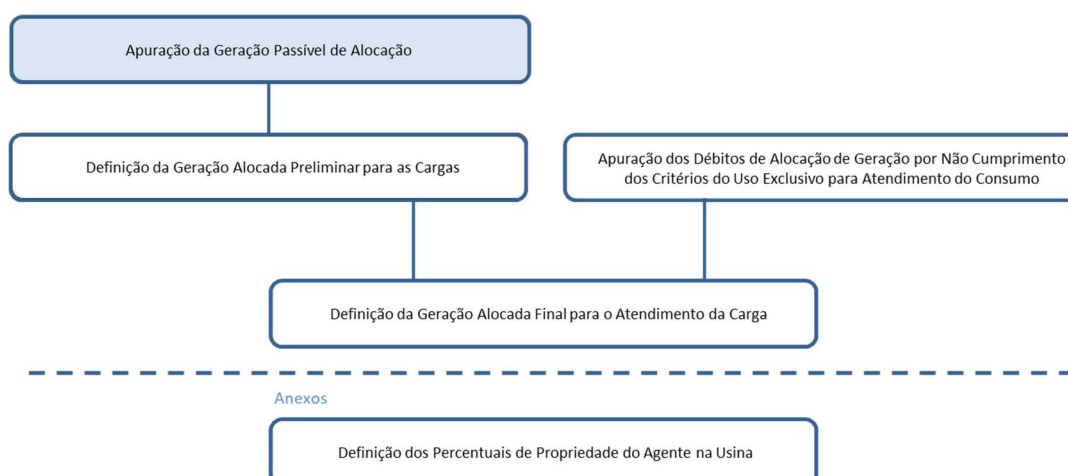 Apuração da Geração Passível de Alocação
Definição da Geração Alocada Preliminar para as Cargas
Apuração dos Débitos de Alocação de Geração por Não Cumprimento
dos Critérios do Uso Exclusivo para Atendimento do Consumo
Definição da Geração Alocada Final para o Atendimento da Carga
Anexos
Definição dos Percentuais de Propriedade do Agente na Usina